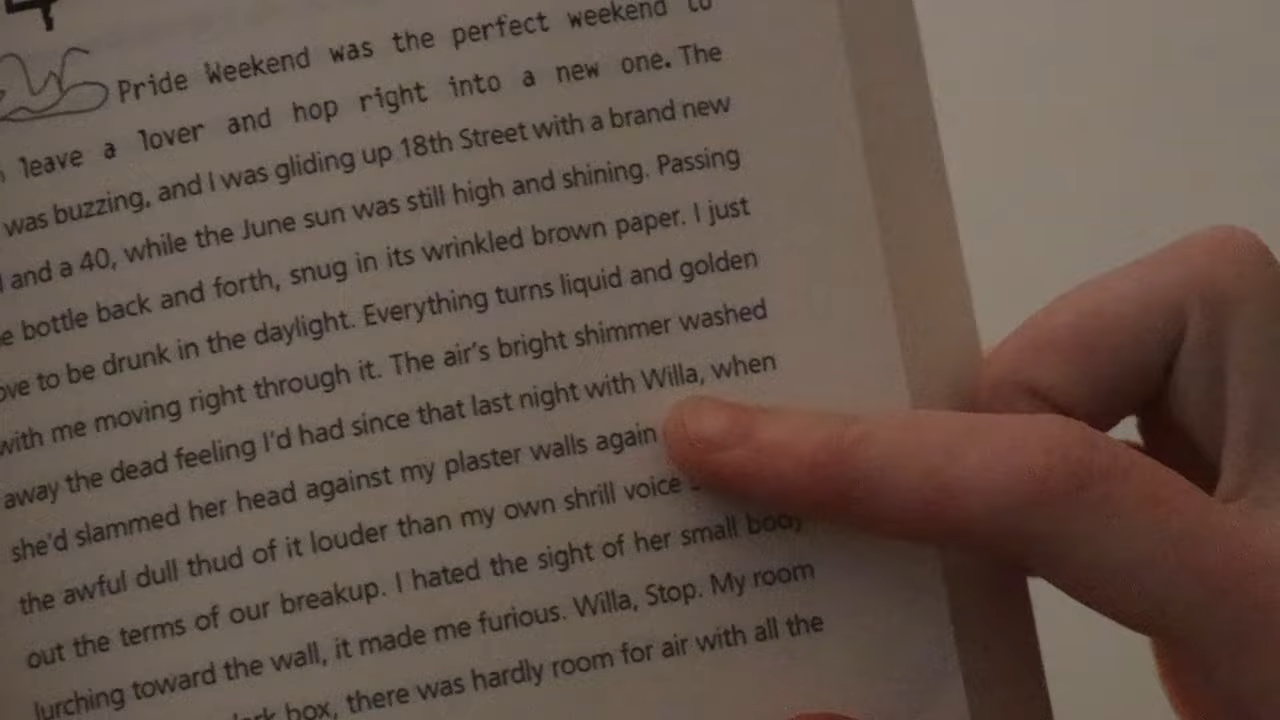 Pride Weekend was the perfect weekend to
leave a lover and hop right into a new one. The
was buzzing, and I was gliding up 18th Street with a brand new
and a 40, while the June sun was still high and shining. Passing
bottle back and forth, snug in its wrinkled brown paper. I just
to be drunk in the daylight. Everything turns liquid and golden
with me moving right through it. The air's bright shimmer washed
away the dead feeling I'd had since that last night with Willa, when
she'd slammed her head against my plaster walls again
the awful dull thud of it louder than my own shrill voice
out the terms of our breakup. I hated the sight of her small body
lurching toward the wall, it made me furious. Willa, Stop. My room
box, there was hardly room for air with all the